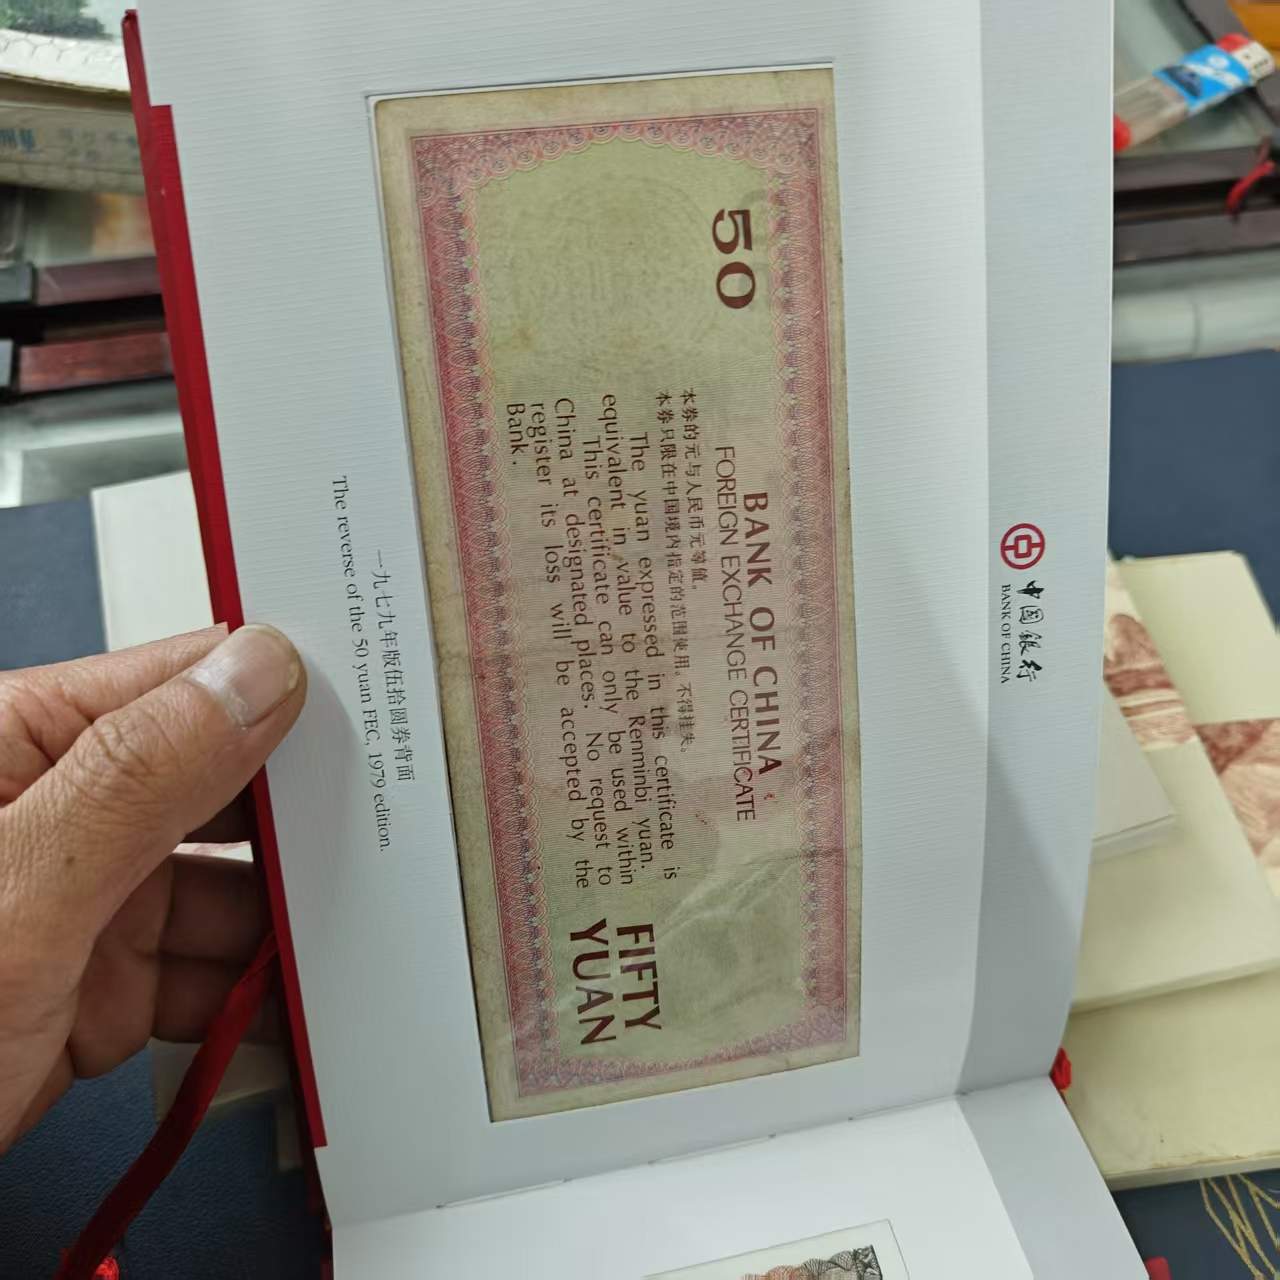 中国银行
BANK OF CHINA
50
BANK OF CHINA
FOREIGN EXCHANGE CERTIFICATE
本券的元与人民币元等值。
本券只限在中国境内指定的范围使用。不得挂失。
The yuan expressed in this certificate is
equivalent in value to the Renminbi yuan.
This certificate can only be used within
China at designated places. No request to
register its loss will be accepted by the
Bank.
FIFTY
YUAN
一九七九年版伍拾圆券背面
The reverse of the 50 yuan FEC, 1979 edition.